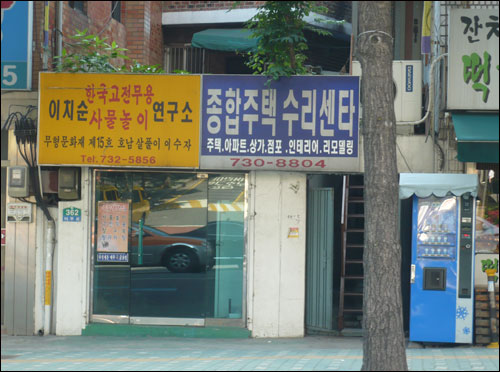 이지순
한국고전무용
사물놀이
연구소
무형문화재 제15호 호남 살풀이 이수자
Tel.732-5856
종합주택 수리센타
주택.아파트.상가.점포.인테리어.리모델링
730-8804
362
5